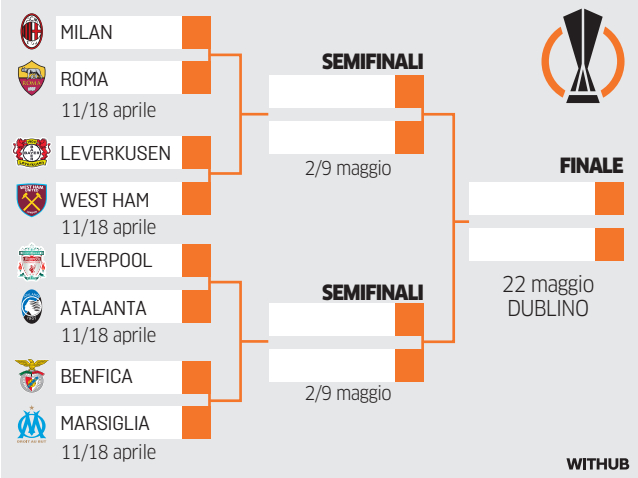 MILAN
ROMA
11/18 aprile
LEVERKUSEN
WEST HAM
11/18 aprile
LIVERPOOL
ATALANTA
11/18 aprile
BENFICA
MARSIGLIA
11/18 aprile
SEMIFINALI
2/9 maggio
SEMIFINALI
2/9 maggio
FINALE
22 maggio
DUBLINO
WITHUB